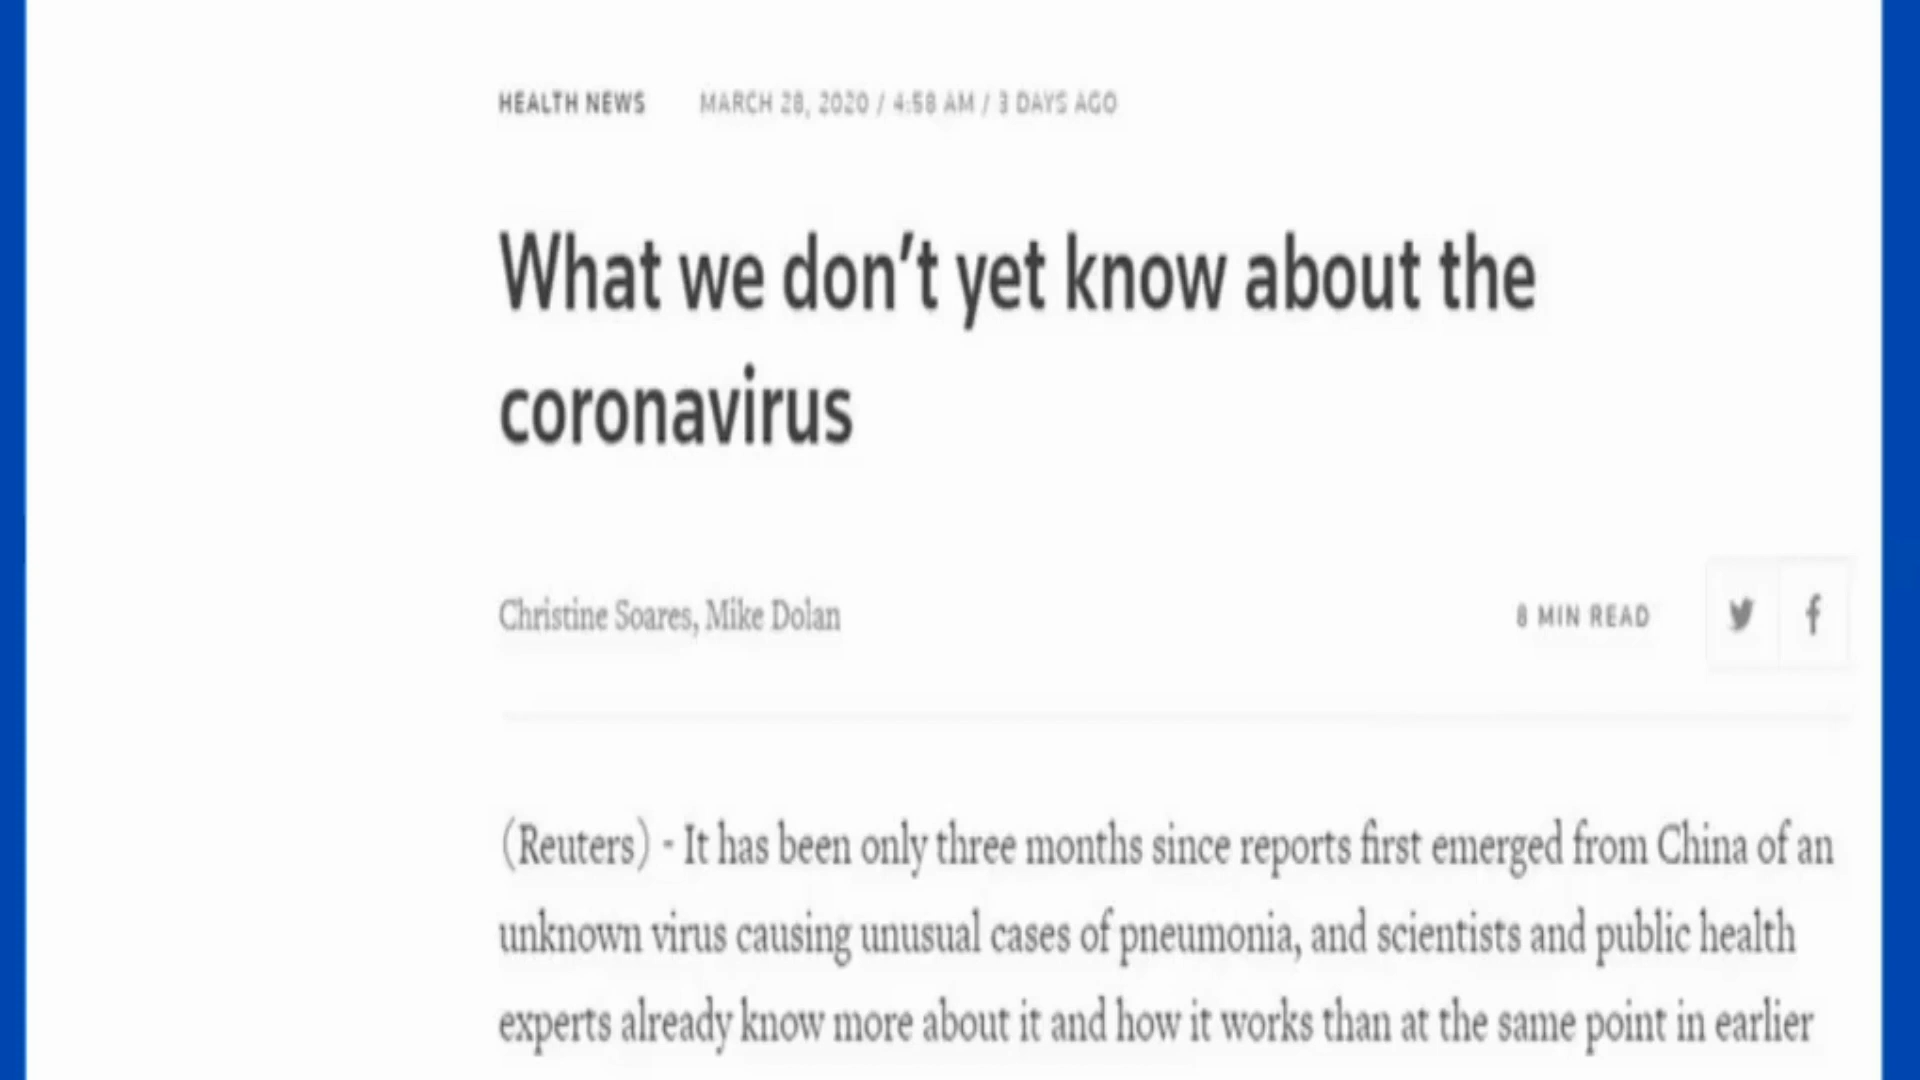 HEALTH NEWS MARCH 28, 2020 / 4:58 AM / 3 DAYS AGO
What we don’t yet know about the
coronavirus
Christine Soares, Mike Dolan 8 MIN READ
(Reuters) - It has been only three months since reports first emerged from China of an
unknown virus causing unusual cases of pneumonia, and scientists and public health
experts already know more about it and how it works than at the same point in earlier